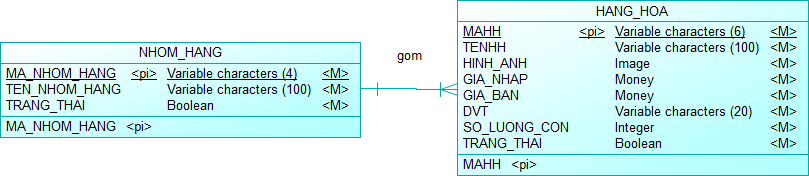 NHOM_HANG
MA_NHOM_HANG <pi> Variable characters (4) <M>
TEN_NHOM_HANG Variable characters (100) <M>
TRANG_THAI Boolean <M>
MA_NHOM_HANG <pi>
gom
HANG_HOA
MAHH <pi> Variable characters (6) <M>
TENHH Variable characters (100) <M>
HINH_ANH Image <M>
GIA_NHAP Money <M>
GIA_BAN Money <M>
DVT Variable characters (20) <M>
SO_LUONG_CON Integer <M>
TRANG_THAI Boolean <M>
MAHH <pi>